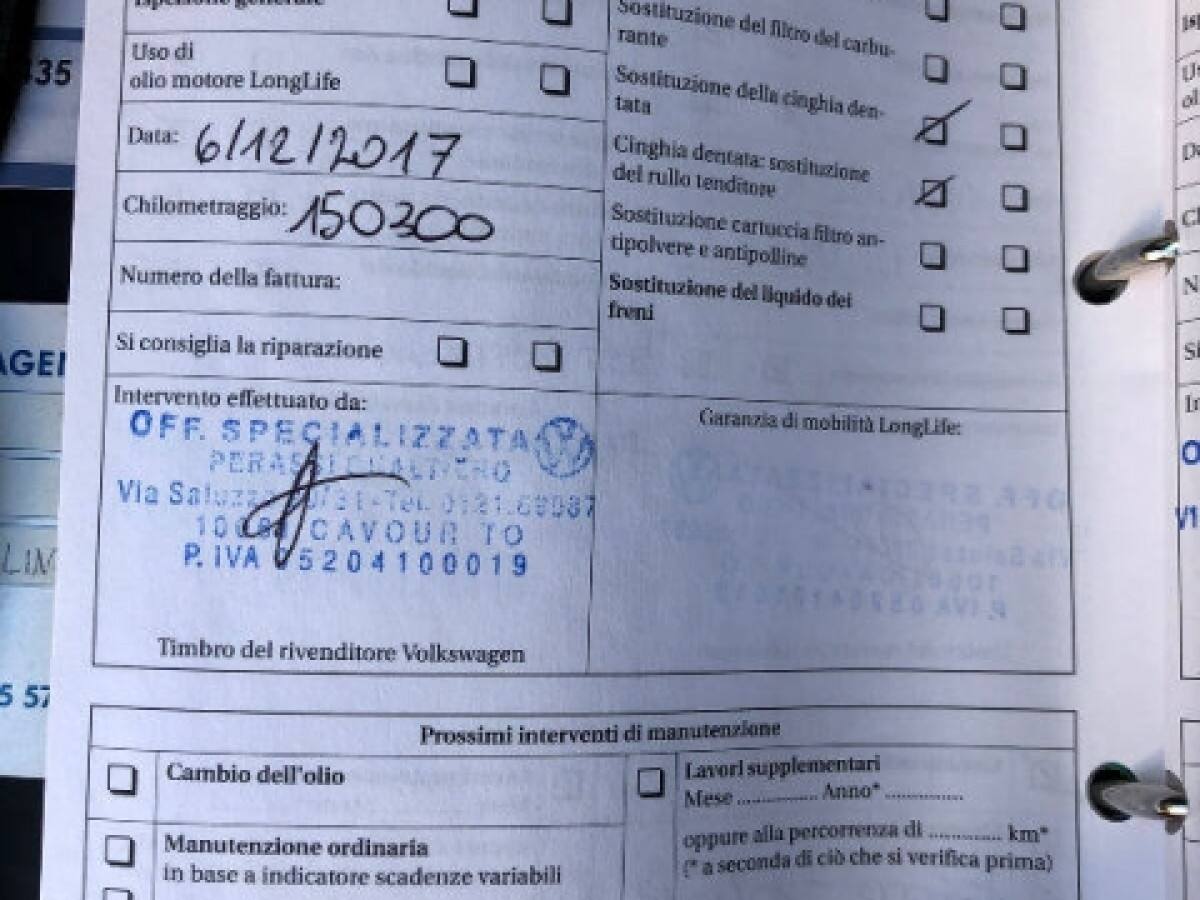 Ispezione generale
Uso di
olio motore LongLife
Data: 6/12/2017
Chilometraggio: 150300
Numero della fattura:
Si consiglia la riparazione
Intervento effettuato da:
OFF. SPECIALIZZATA
Via
CAVOUR TO
P. IVA 5204100019
Timbro del rivenditore Volkswagen
Sostituzione del filtro del carbu-
rante
Sostituzione della cinghia den-
tata
Cinghia dentata: sostituzione
del rullo tenditore
Sostituzione cartuccia filtro an-
tipolvere e antipolline
Sostituzione del liquido dei
freni
Garanzia di mobilità LongLife:
Prossimi interventi di manutenzione
Cambio dell'olio
Manutenzione ordinaria
in base a indicatore scadenze variabili
Lavori supplementari
Mese ............... Anno* ...............
oppure alla percorrenza di ............. km*
(* a seconda di ciò che si verifica prima)